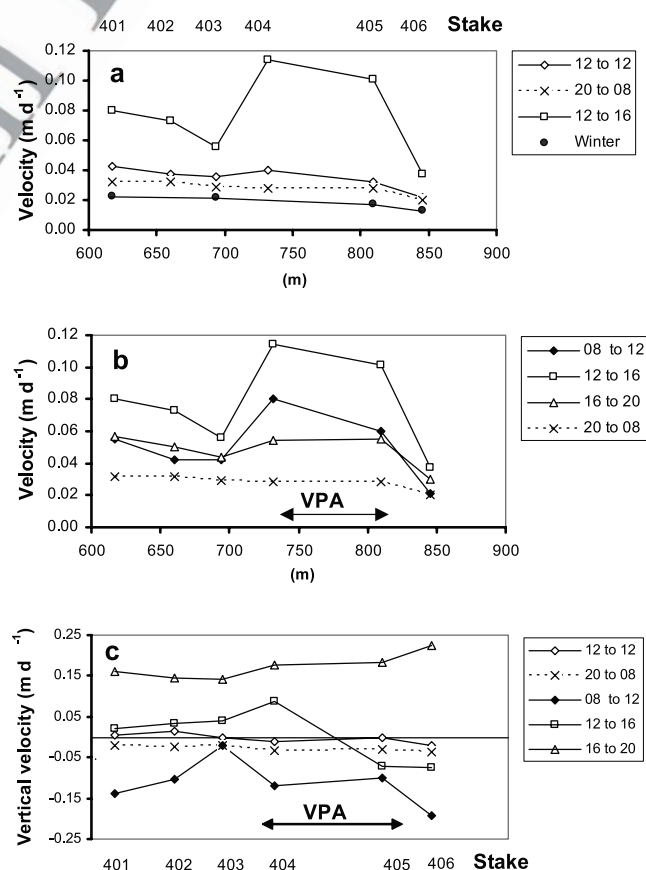 401 402 403 404 405 406 Stake
a
Velocity (m d -1)
0.12
0.10
0.08
0.06
0.04
0.02
0.00
600 650 700 750 800 850 900
(m)
12 to 12
20 to 08
12 to 16
Winter
b
Velocity (m d -1)
0.12
0.10
0.08
0.06
0.04
0.02
0.00
VPA
600 650 700 750 800 850 900
(m)
08 to 12
12 to 16
16 to 20
20 to 08
c
Vertical velocity (m d -1)
0.25
0.15
0.05
-0.05
-0.15
-0.25
VPA
12 to 12
20 to 08
08 to 12
12 to 16
16 to 20
401 402 403 404 405 406 Stake